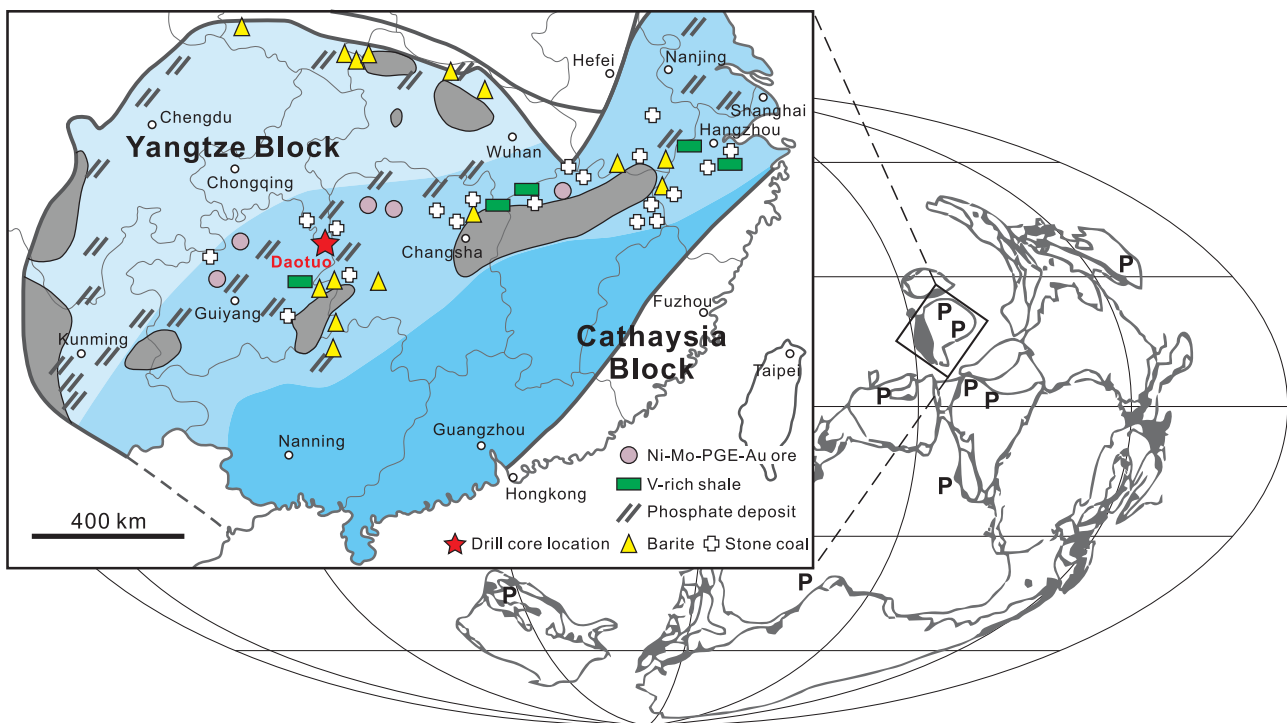 Hefei
Nanjing
Shanghai
Chengdu
Hangzhou
Yangtze Block
Wuhan
Chongqing
Changsha
Daotuo
Guiyang
Fuzhou
Kunming
Cathaysia
Block
Taipei
Nanning
Guangzhou
Hongkong
Ni-Mo-PGE-Au ore
V-rich shale
Phosphate deposit
400 km
Drill core location
Barite
Stone coal
P
P
P
P
P
P
P
P
P